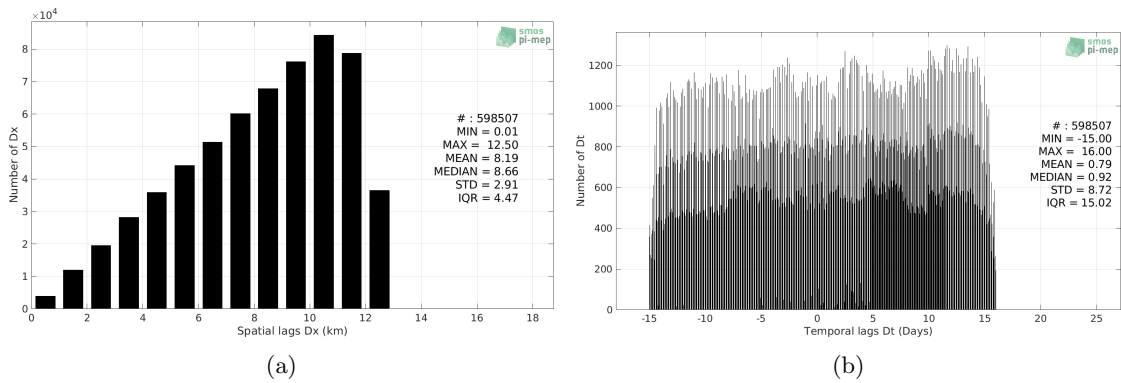 ×10⁴
8
7
6
5
4
3
2
1
0
Number of Dx
0 2 4 6 8 10 12 14 16 18
Spatial lags Dx (km)
smos
pi-mep
# : 598507
MIN = 0.01
MAX = 12.50
MEAN = 8.19
MEDIAN = 8.66
STD = 2.91
IQR = 4.47
(a)
1200
1000
800
600
400
200
0
Number of Dt
-15 -10 -5 0 5 10 15 20 25
Temporal lags Dt (Days)
smos
pi-mep
# : 598507
MIN = -15.00
MAX = 16.00
MEAN = 0.79
MEDIAN = 0.92
STD = 8.72
IQR = 15.02
(b)